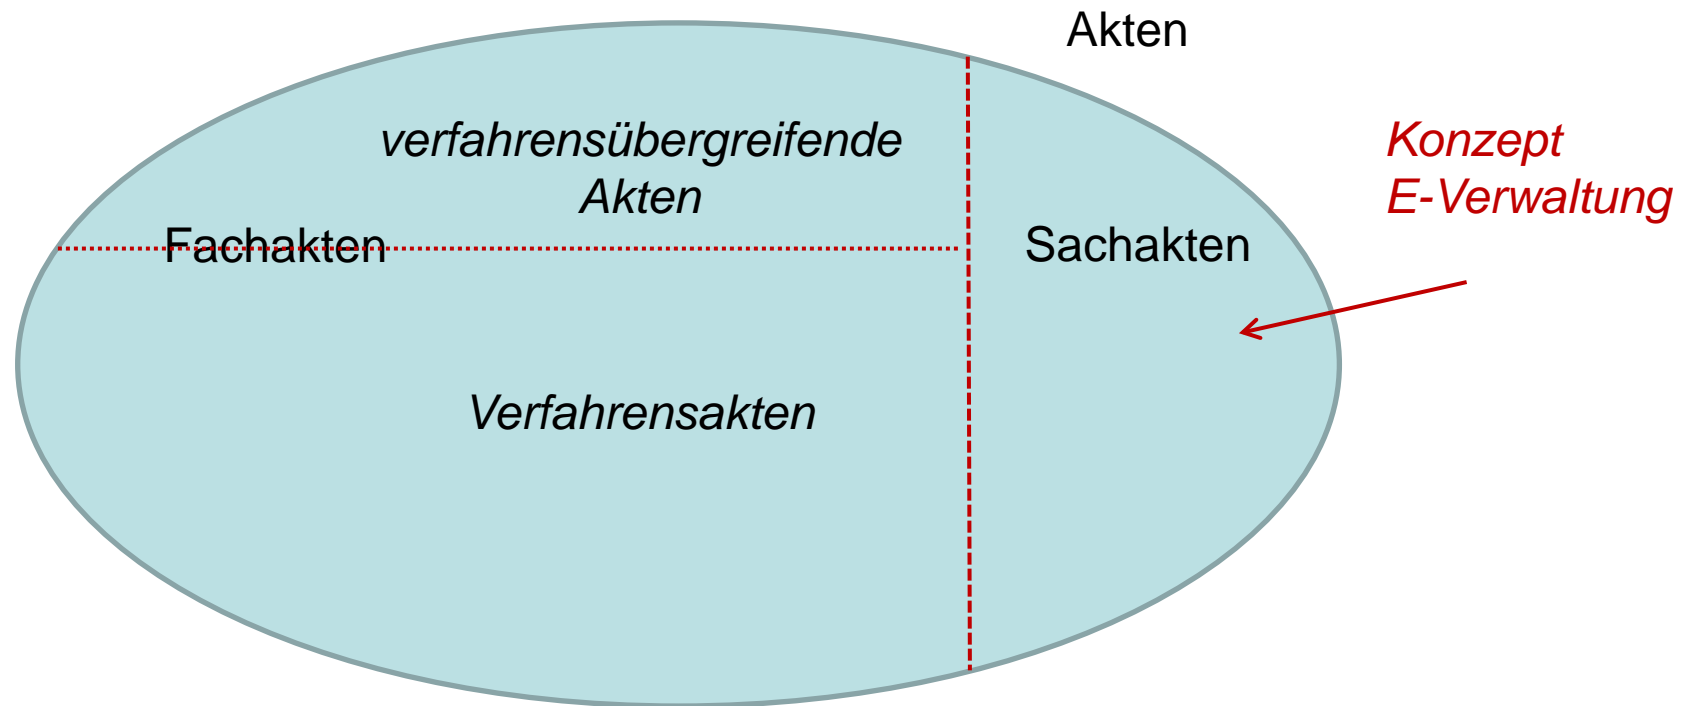 Akten
verfahrensübergreifende
Akten
Konzept
E-Verwaltung
Fachakten
Sachakten
Verfahrensakten